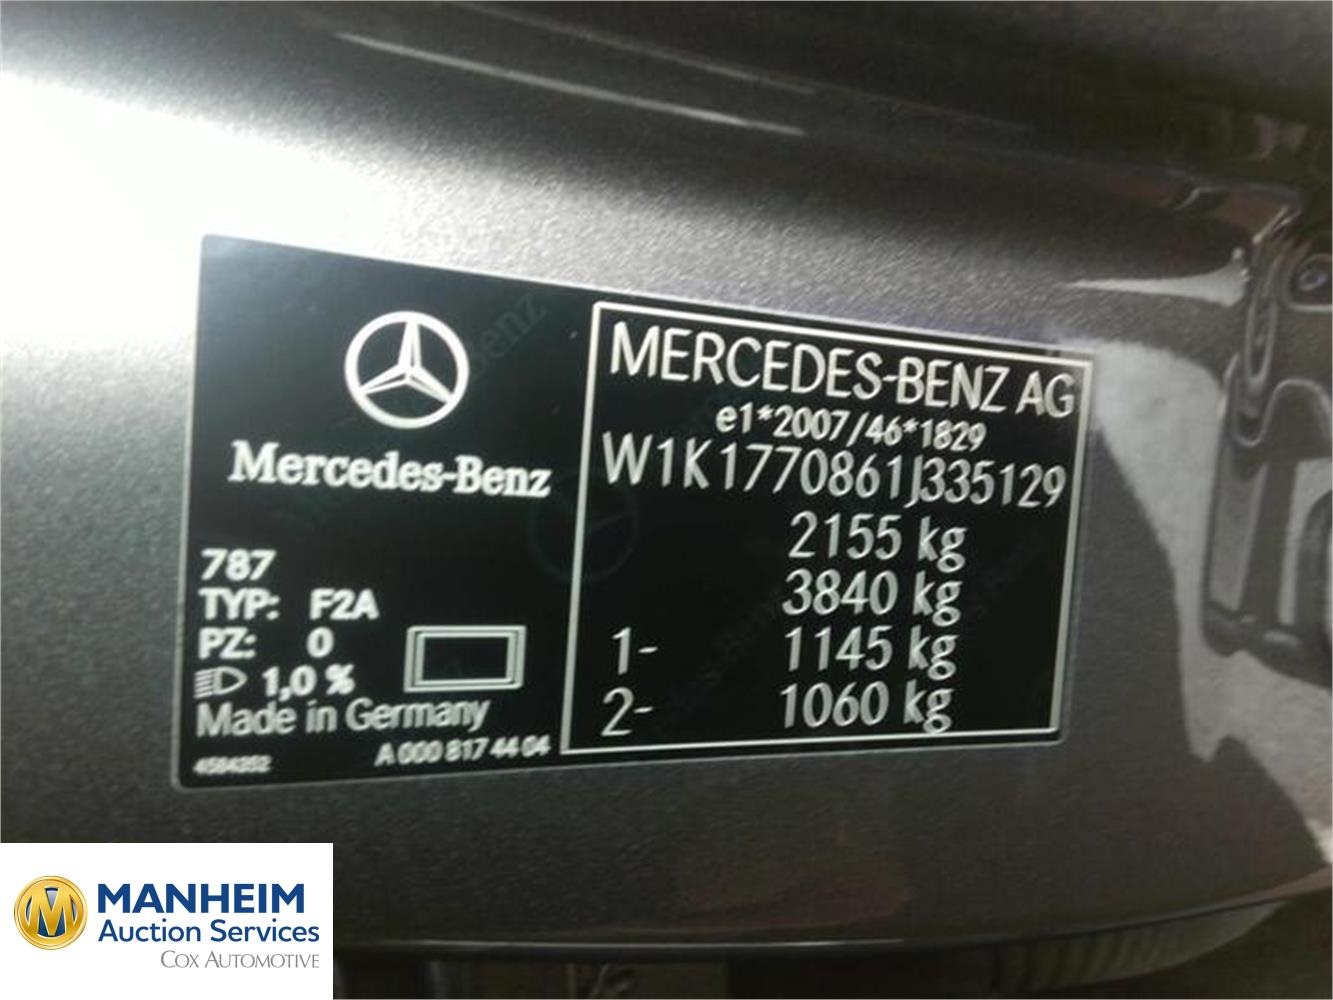 Mercedes-Benz
787
TYP: F2A
PZ: 0
1,0 %
Made in Germany
4584352
A 000 817 44 04
MERCEDES-BENZ AG
e1*2007/46*1829
W1K1770861J335129
2155 kg
3840 kg
1- 1145 kg
2- 1060 kg
MANHEIM
Auction Services
COX AUTOMOTIVE